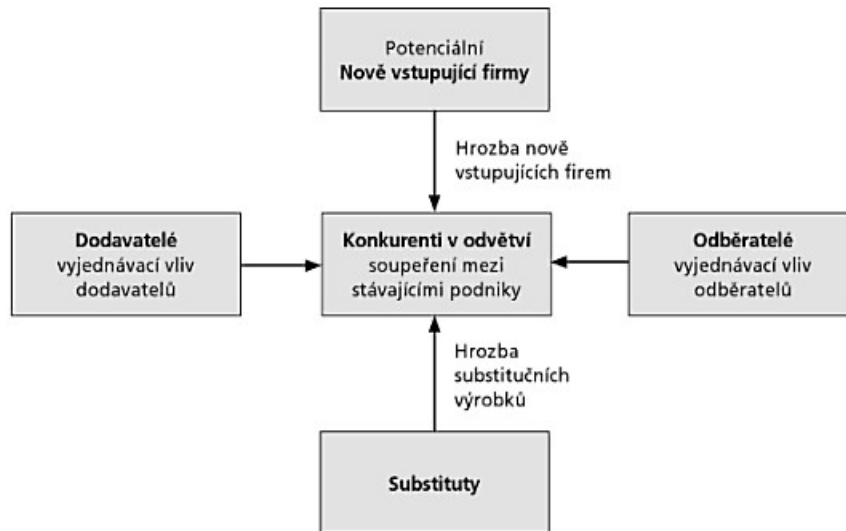 Potenciální
Nově vstupující firmy
Hrozba nově
vstupujících firem
Dodavatelé
vyjednávací vliv
dodavatelů
Konkurenti v odvětví
soupeření mezi
stávajícími podniky
Odběratelé
vyjednávací vliv
odběratelů
Hrozba
substitučních
výrobků
Substituty